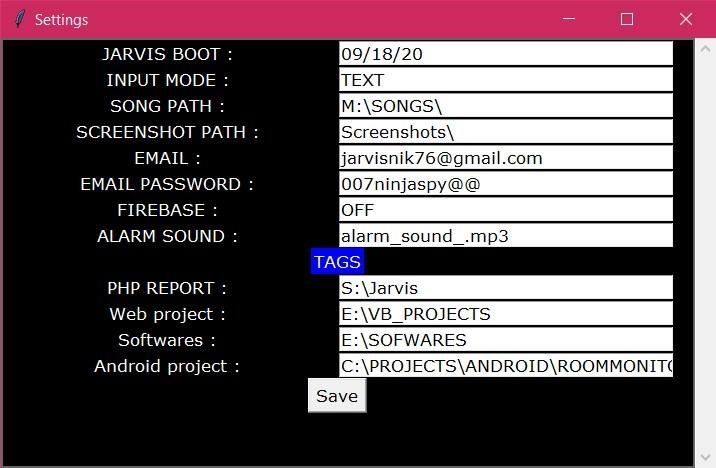 Settings
JARVIS BOOT : 09/18/20
INPUT MODE : TEXT
SONG PATH : M:\SONGS\
SCREENSHOT PATH : Screenshots\
EMAIL : jarvisnik76@gmail.com
EMAIL PASSWORD : 007ninjaspy@@
FIREBASE : OFF
ALARM SOUND : alarm_sound_.mp3
TAGS
PHP REPORT : S:\Jarvis
Web project : E:\VB_PROJECTS
Softwares : E:\SOFWARES
Android project : C:\PROJECTS\ANDROID\ROOMMONITO
Save